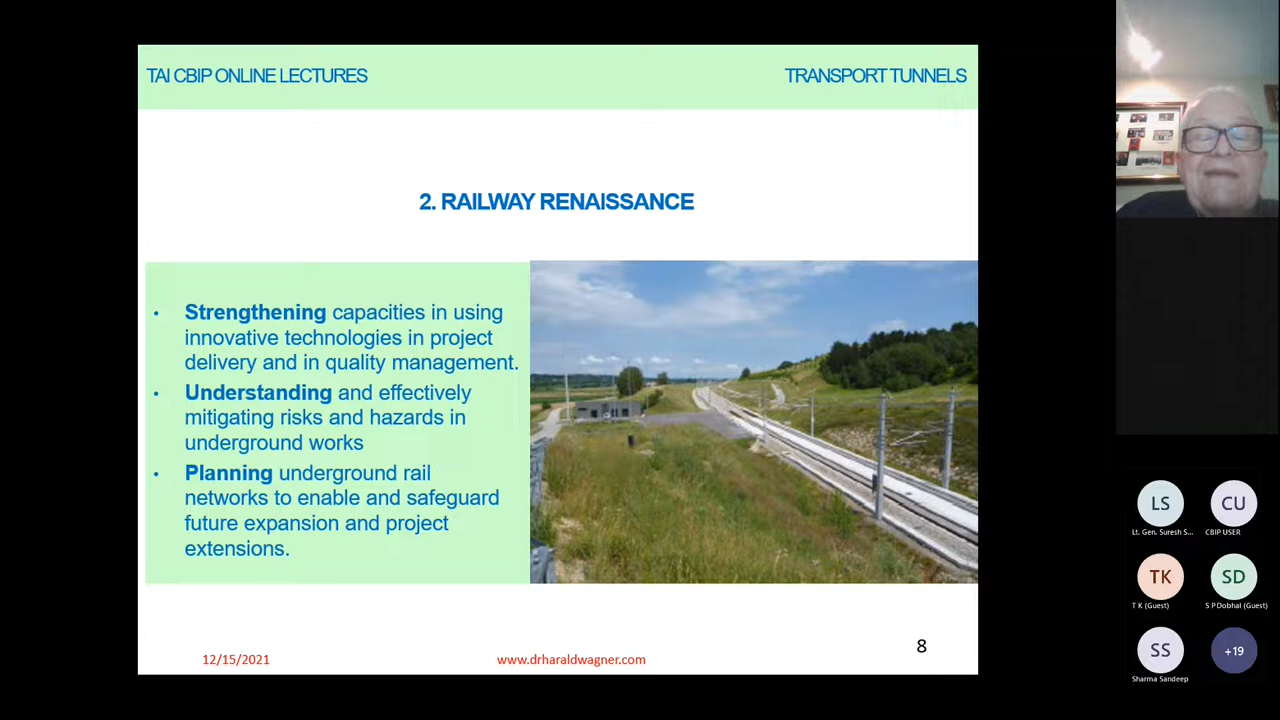 TAI CBIP ONLINE LECTURES
TRANSPORT TUNNELS
2. RAILWAY RENAISSANCE
• Strengthening capacities in using
innovative technologies in project
delivery and in quality management.
• Understanding and effectively
mitigating risks and hazards in
underground works
• Planning underground rail
networks to enable and safeguard
future expansion and project
extensions.
12/15/2021
www.drharaldwagner.com
8
LS
CU
Lt. Gen. Suresh S...
CBIP USER
TK
SD
T K (Guest)
S P Dobhal (Guest)
SS
+19
Sharma Sandeep